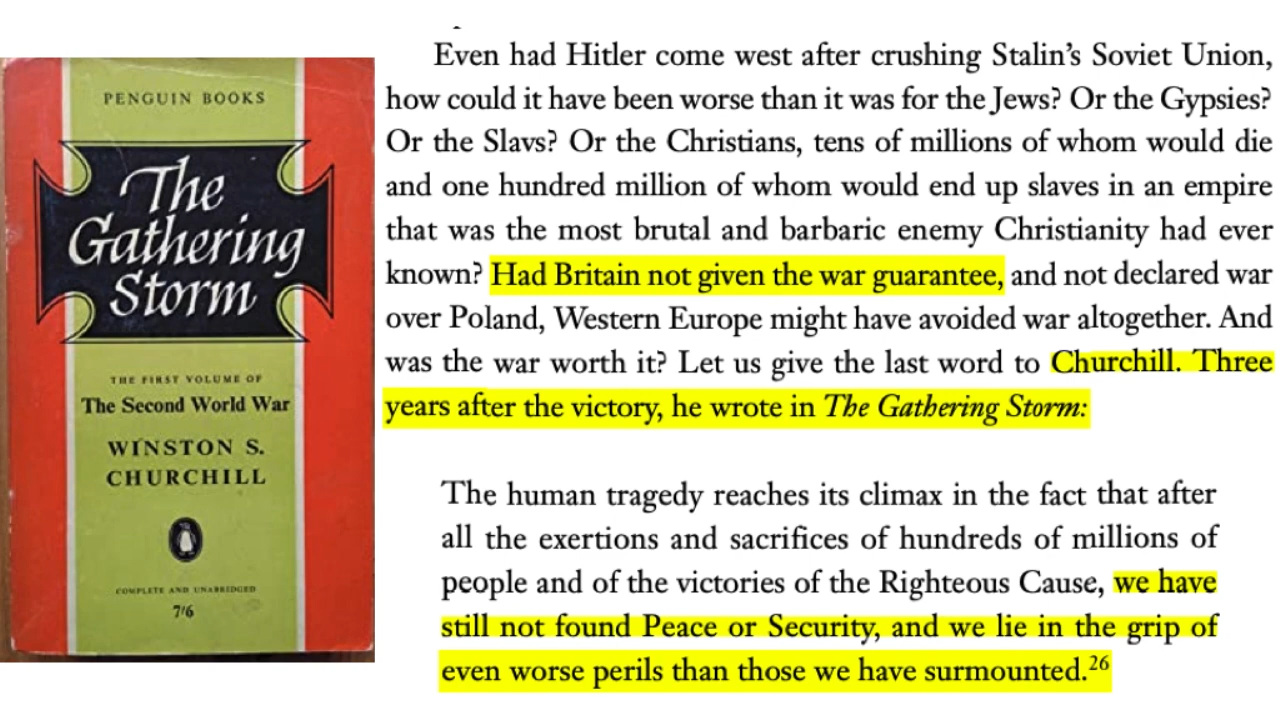 PENGUIN BOOKS
The
Gathering
Storm
THE FIRST VOLUME OF
The Second World War
WINSTON S.
CHURCHILL
COMPLETE AND UNABRIDGED
7'6
Even had Hitler come west after crushing Stalin’s Soviet Union,
how could it have been worse than it was for the Jews? Or the Gypsies?
Or the Slavs? Or the Christians, tens of millions of whom would die
and one hundred million of whom would end up slaves in an empire
that was the most brutal and barbaric enemy Christianity had ever
known? Had Britain not given the war guarantee, and not declared war
over Poland, Western Europe might have avoided war altogether. And
was the war worth it? Let us give the last word to Churchill. Three
years after the victory, he wrote in The Gathering Storm:
The human tragedy reaches its climax in the fact that after
all the exertions and sacrifices of hundreds of millions of
people and of the victories of the Righteous Cause, we have
still not found Peace or Security, and we lie in the grip of
even worse perils than those we have surmounted.26